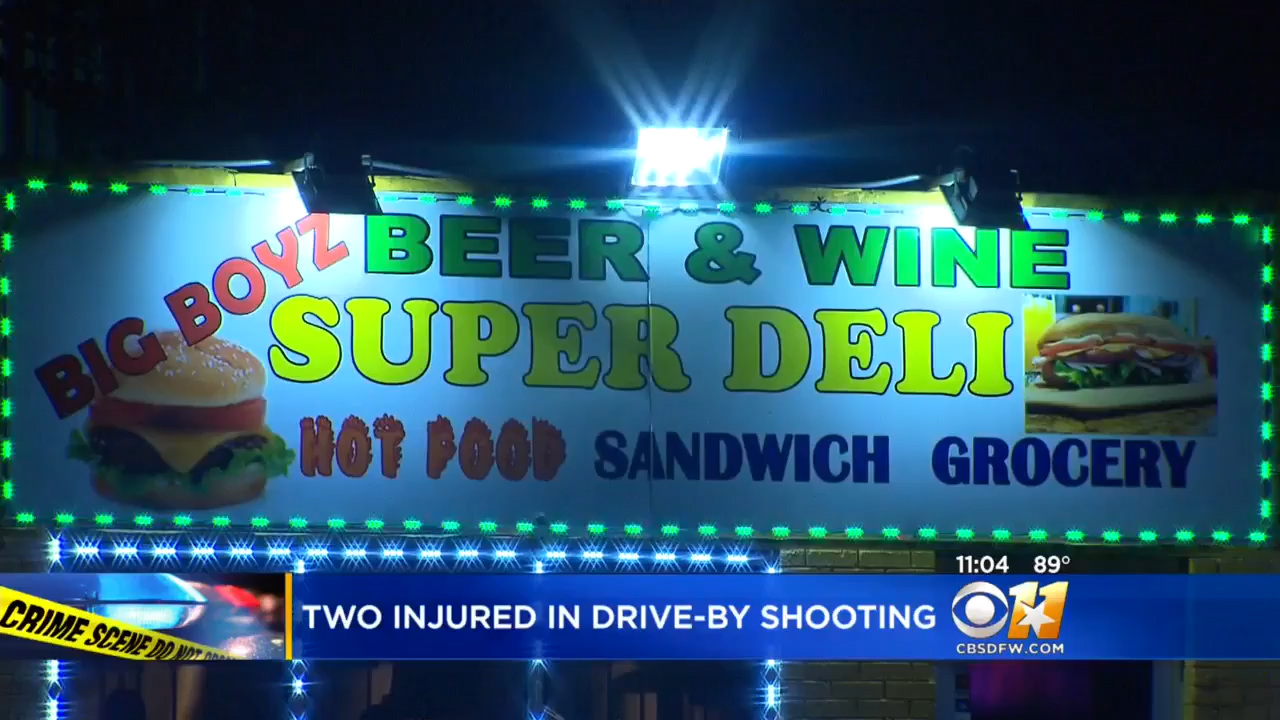 BIG BOYZ
BEER & WINE
SUPER DELI
HOT FOOD SANDWICH GROCERY
11:04 89°
CRIME SCENE DO NOT
TWO INJURED IN DRIVE-BY SHOOTING
11
CBSDFW.COM